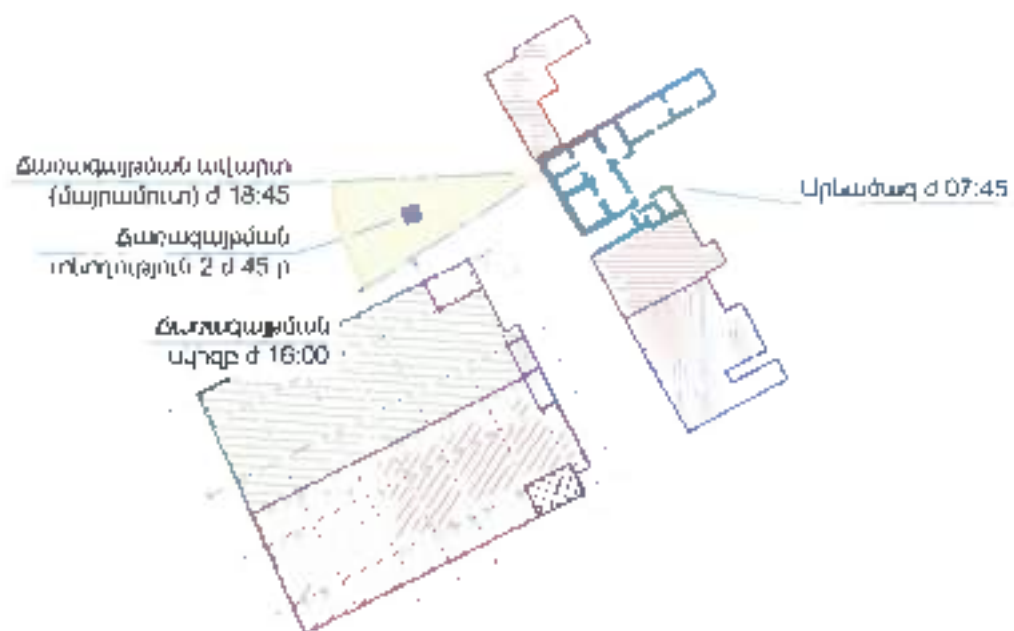 Ճառագայթման ավարտ
(մայրամուտ) ժ 18:45
Ճառագայթման
տևողություն 2 ժ 45 ր
Ճառագայթման
սկիզբ ժ 16:00
Արևածագ ժ 07:45